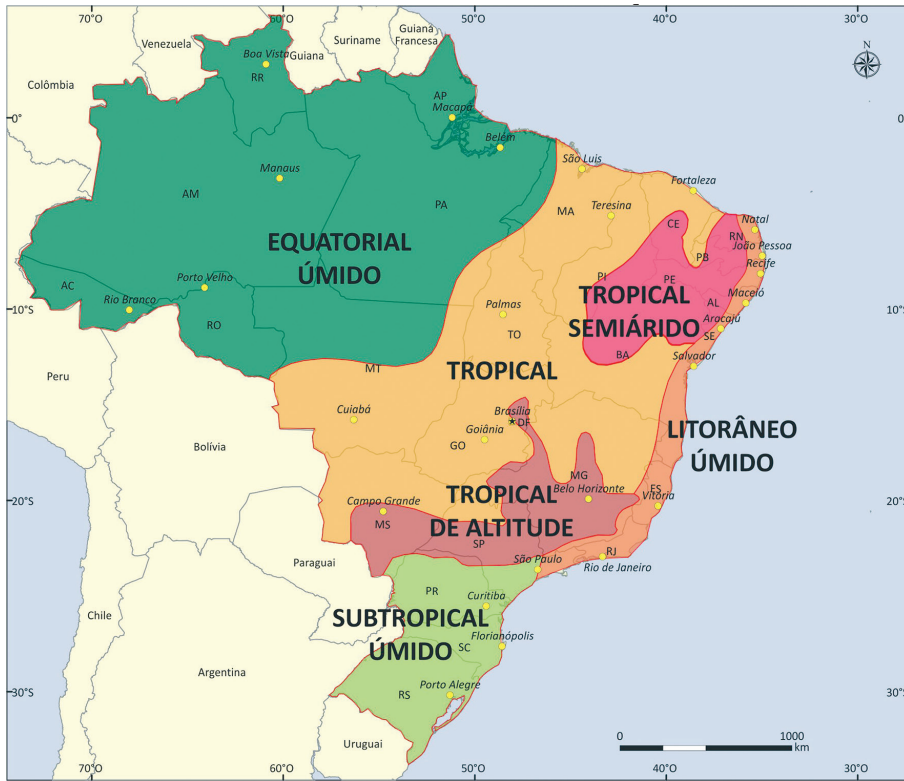 70°O
60°O
50°O
40°O
30°O
Venezuela
Suriname
Guiana
Francesa
Guiana
Colômbia
Boa Vista
RR
AP
Macapá
0°
0°
Belém
São Luis
Manaus
Fortaleza
AM
PA
MA
Teresina
CE
Natal
RN
João Pessoa
EQUATORIAL
ÚMIDO
PB
Recife
Porto Velho
PI
PE
AC
Rio Branco
TROPICAL
SEMIÁRIDO
AL
Maceió
Palmas
10°S
10°S
RO
TO
Aracajú
SE
BA
Salvador
Peru
MT
TROPICAL
Cuiabá
Brasília
DF
Goiânia
GO
LITORÂNEO
ÚMIDO
Bolívia
MG
Belo Horizonte
ES
Vitória
TROPICAL
DE ALTITUDE
20°S
20°S
Campo Grande
MS
SP
RJ
São Paulo
Rio de Janeiro
Paraguai
PR
Curitiba
Chile
SUBTROPICAL
ÚMIDO
Florianópolis
SC
Argentina
Porto Alegre
RS
30°S
30°S
Uruguai
0
1000
km
70°O
60°O
50°O
40°O
30°O
N